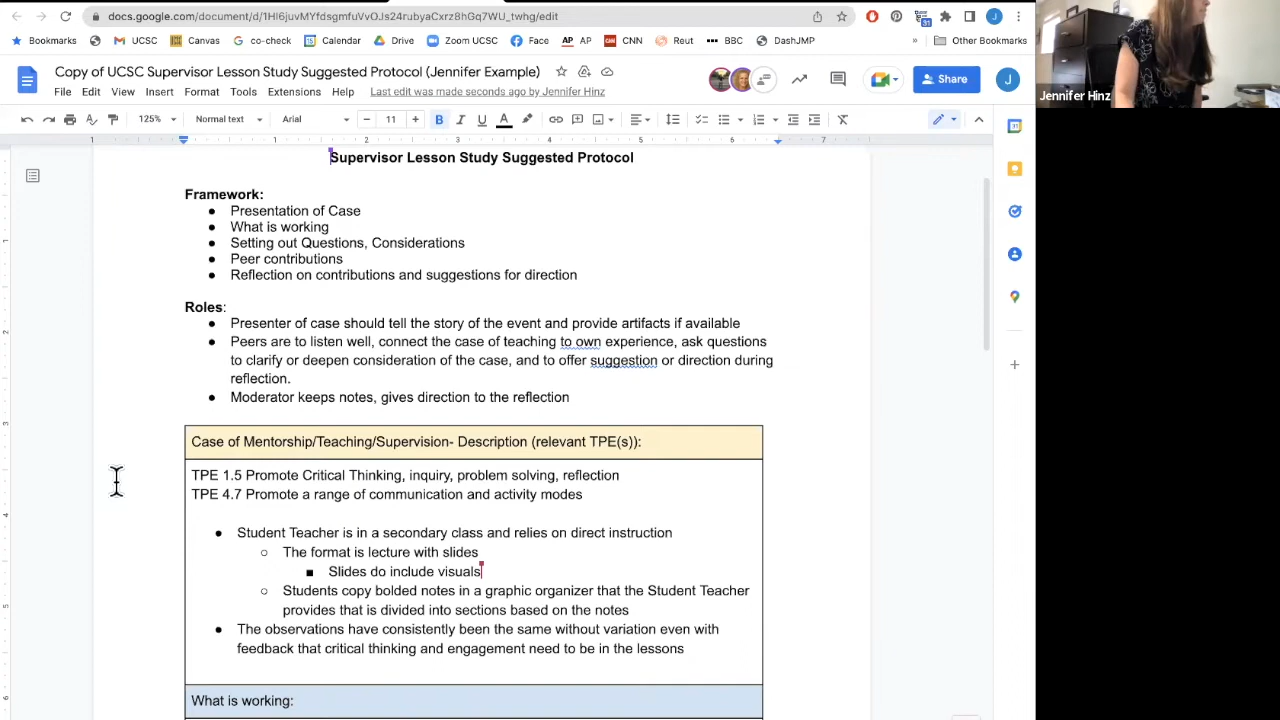 docs.google.com/document/d/1HI6juvMYfdsgmfuVvOJs24rubyaCxrz8hGq7WU_twhg/edit
J
Bookmarks UCSC Canvas co-check Calendar Drive Zoom UCSC Face AP AP CNN Reut BBC DashJMP » Other Bookmarks
Copy of UCSC Supervisor Lesson Study Suggested Protocol (Jennifer Example)
Share
J
File Edit View Insert Format Tools Extensions Help Last edit was made seconds ago by Jennifer Hinz
Jennifer Hinz
125% Normal text Arial 11 B I U A
1 1 2 3 4 5 6 7
Supervisor Lesson Study Suggested Protocol
Framework:
● Presentation of Case
● What is working
● Setting out Questions, Considerations
● Peer contributions
● Reflection on contributions and suggestions for direction
Roles:
● Presenter of case should tell the story of the event and provide artifacts if available
● Peers are to listen well, connect the case of teaching to own experience, ask questions
to clarify or deepen consideration of the case, and to offer suggestion or direction during
reflection.
● Moderator keeps notes, gives direction to the reflection
Case of Mentorship/Teaching/Supervision- Description (relevant TPE(s)):
TPE 1.5 Promote Critical Thinking, inquiry, problem solving, reflection
TPE 4.7 Promote a range of communication and activity modes
● Student Teacher is in a secondary class and relies on direct instruction
○ The format is lecture with slides
■ Slides do include visuals
○ Students copy bolded notes in a graphic organizer that the Student Teacher
provides that is divided into sections based on the notes
● The observations have consistently been the same without variation even with
feedback that critical thinking and engagement need to be in the lessons
What is working: